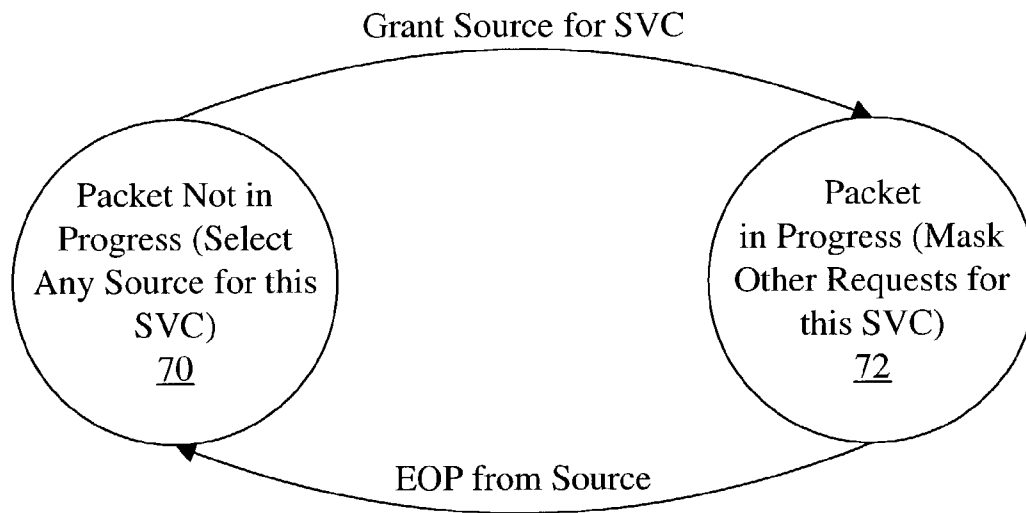 Grant Source for SVC
Packet Not in
Progress (Select
Any Source for this
SVC)
70
Packet
in Progress (Mask
Other Requests for
this SVC)
72
EOP from Source